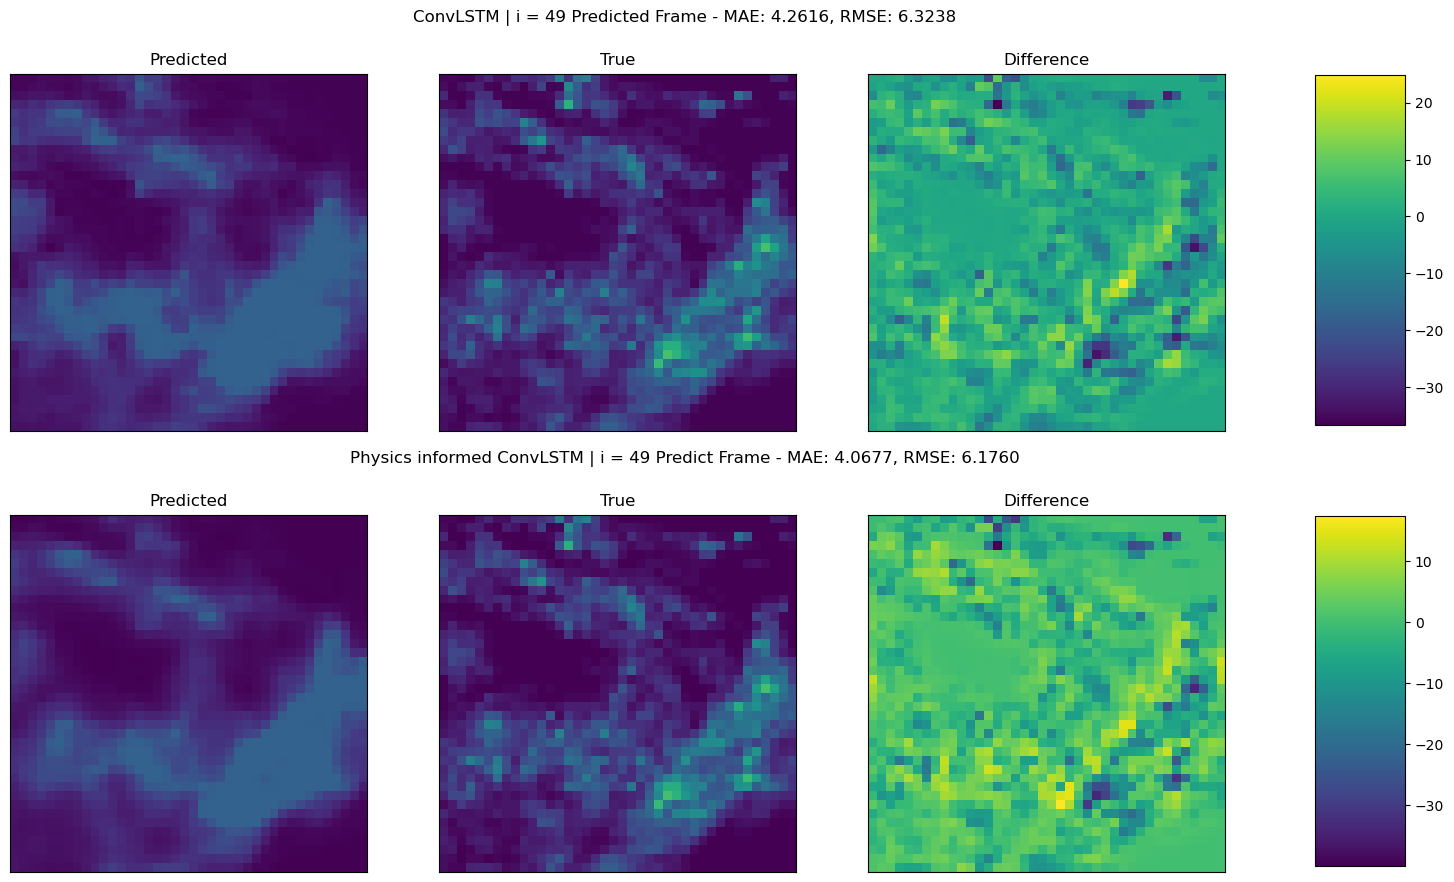 ConvLSTM | i = 49 Predicted Frame - MAE: 4.2616, RMSE: 6.3238
Predicted
True
Difference
20
10
0
−10
−20
−30
Physics informed ConvLSTM | i = 49 Predict Frame - MAE: 4.0677, RMSE: 6.1760
Predicted
True
Difference
10
0
−10
−20
−30